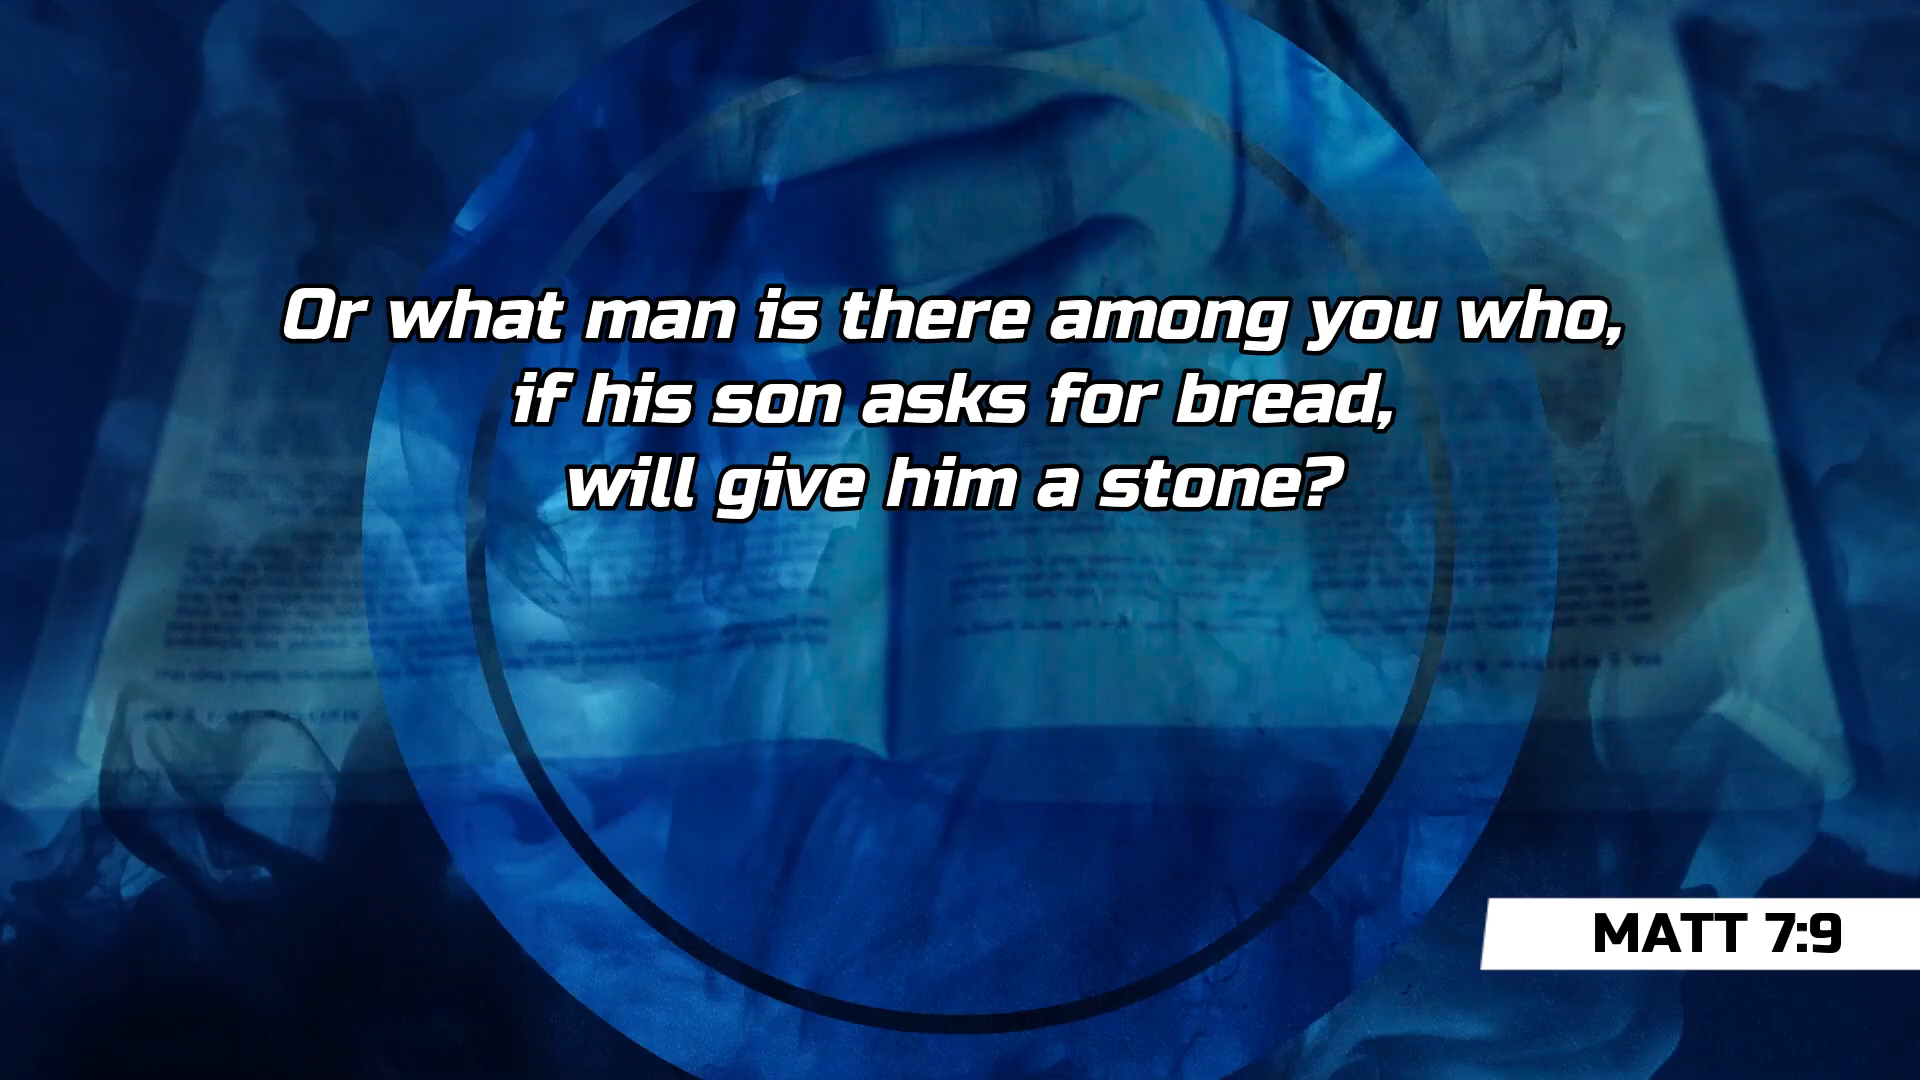 Or what man is there among you who,
if his son asks for bread,
will give him a stone?
MATT 7:9